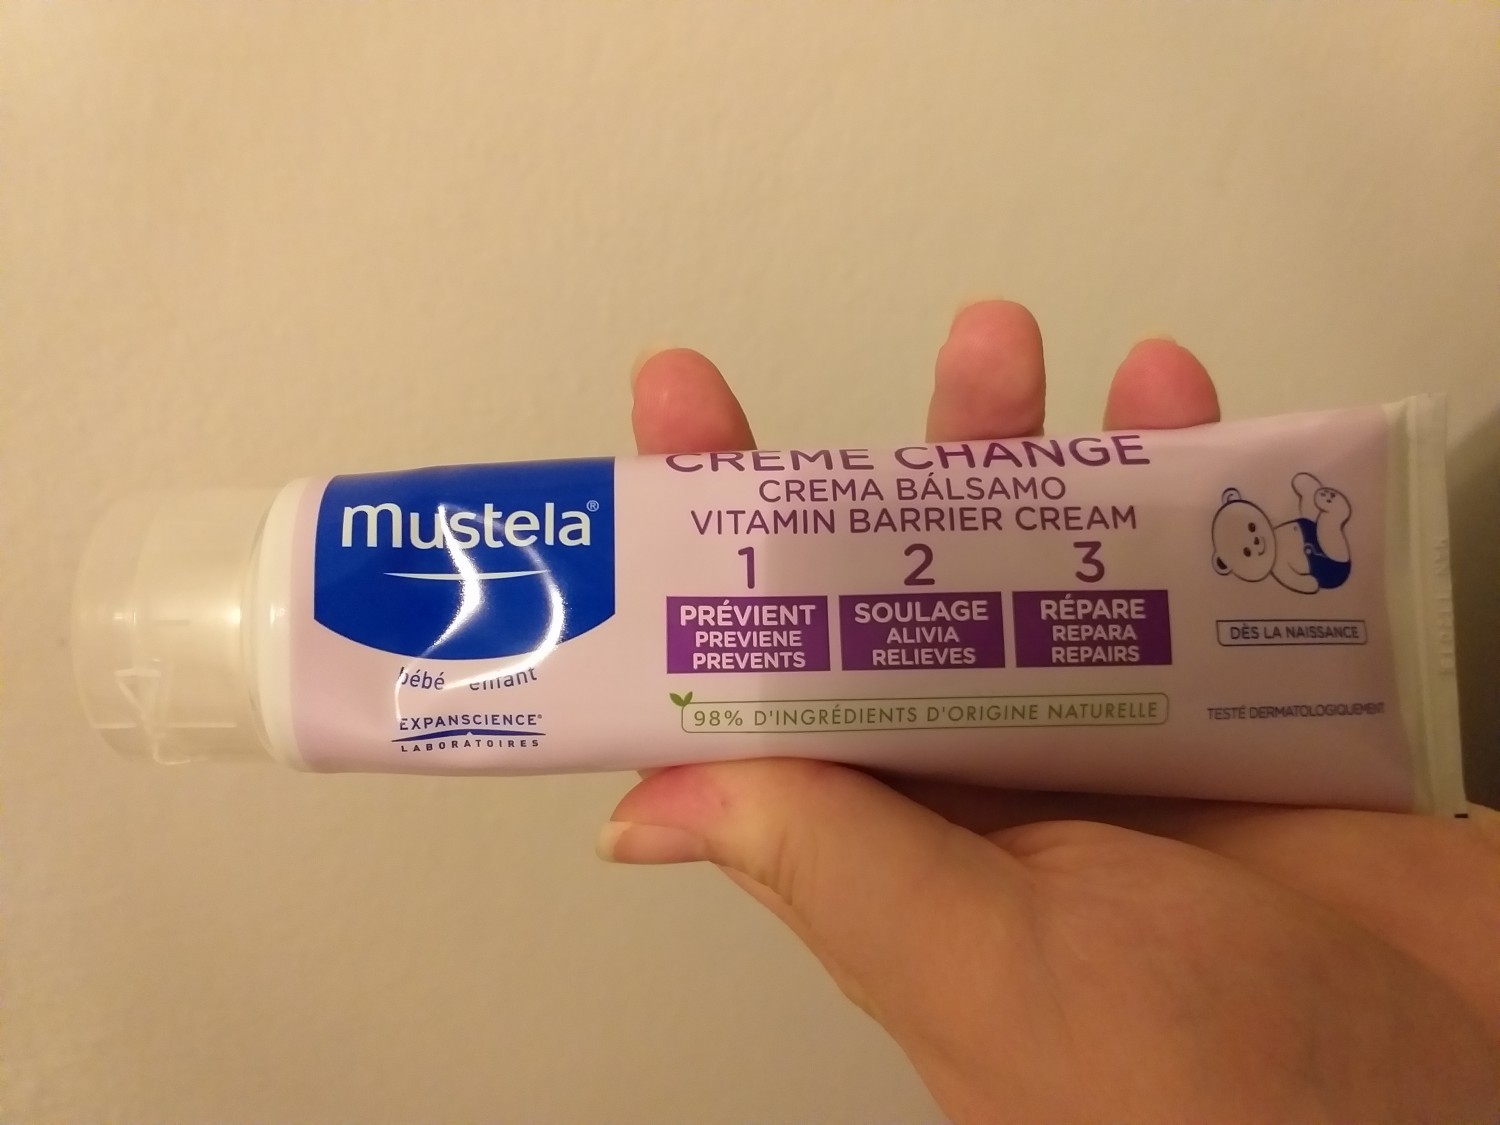 mustela®
bébé enfant
EXPANSCIENCE®
LABORATOIRES
CREME CHANGE
CREMA BÁLSAMO
VITAMIN BARRIER CREAM
1
PRÉVIENT
PREVIENE
PREVENTS
2
SOULAGE
ALIVIA
RELIEVES
3
RÉPARE
REPARA
REPAIRS
98% D'INGRÉDIENTS D'ORIGINE NATURELLE
DÈS LA NAISSANCE
TESTÉ DERMATOLOGIQUEMENT